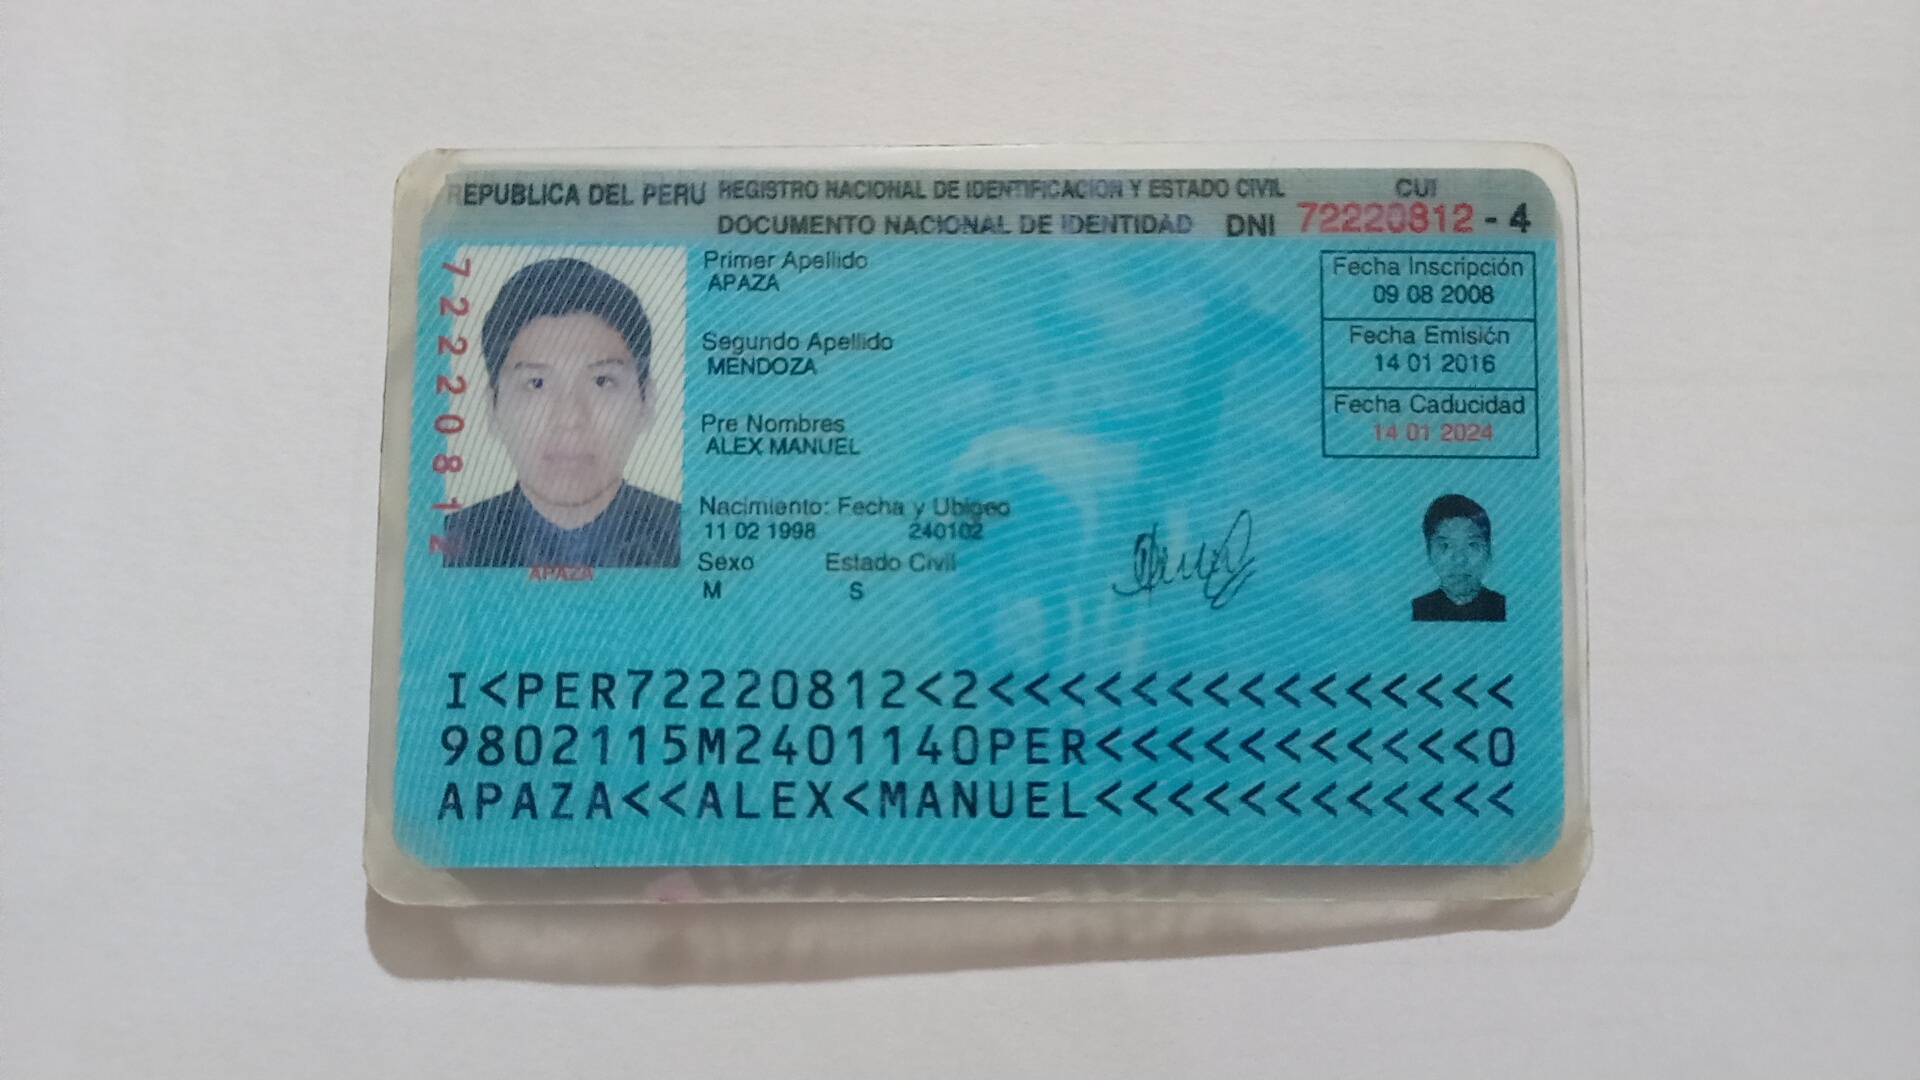 REPUBLICA DEL PERU REGISTRO NACIONAL DE IDENTIFICACION Y ESTADO CIVIL CUI
DOCUMENTO NACIONAL DE IDENTIDAD DNI 72220812 - 4
72220812
APAZA
Primer Apellido
APAZA
Segundo Apellido
MENDOZA
Pre Nombres
ALEX MANUEL
Nacimiento: Fecha y Ubigeo
11 02 1998 240102
Sexo Estado Civil
M S
Fecha Inscripción
09 08 2008
Fecha Emisión
14 01 2016
Fecha Caducidad
14 01 2024
I<PER72220812<2<<<<<<<<<<<<<<<
9802115M2401140PER<<<<<<<<<<<0
APAZA<<ALEX<MANUEL<<<<<<<<<<<<